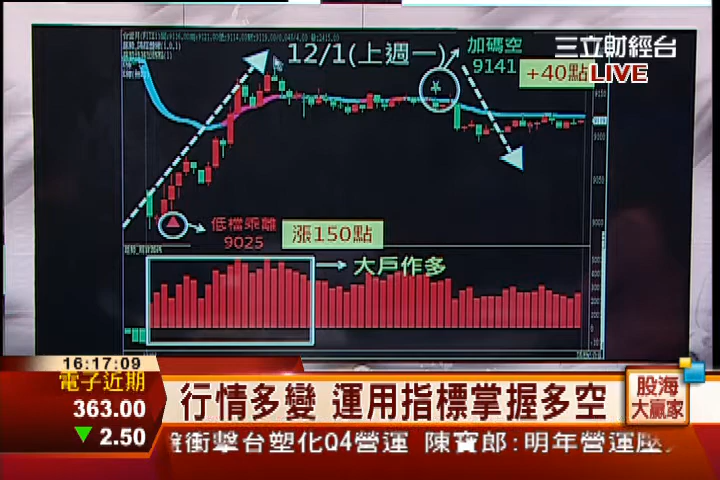 12/1(上週一)
加碼空
9141
+40點
三立財經台
LIVE
低檔乖離
9025
漲150點
大戶作多
16:17:09
電子近期
363.00
▼2.50
行情多變 運用指標掌握多空
股海
大贏家
衝擊台塑化Q4營運 陳寶郎:明年營運